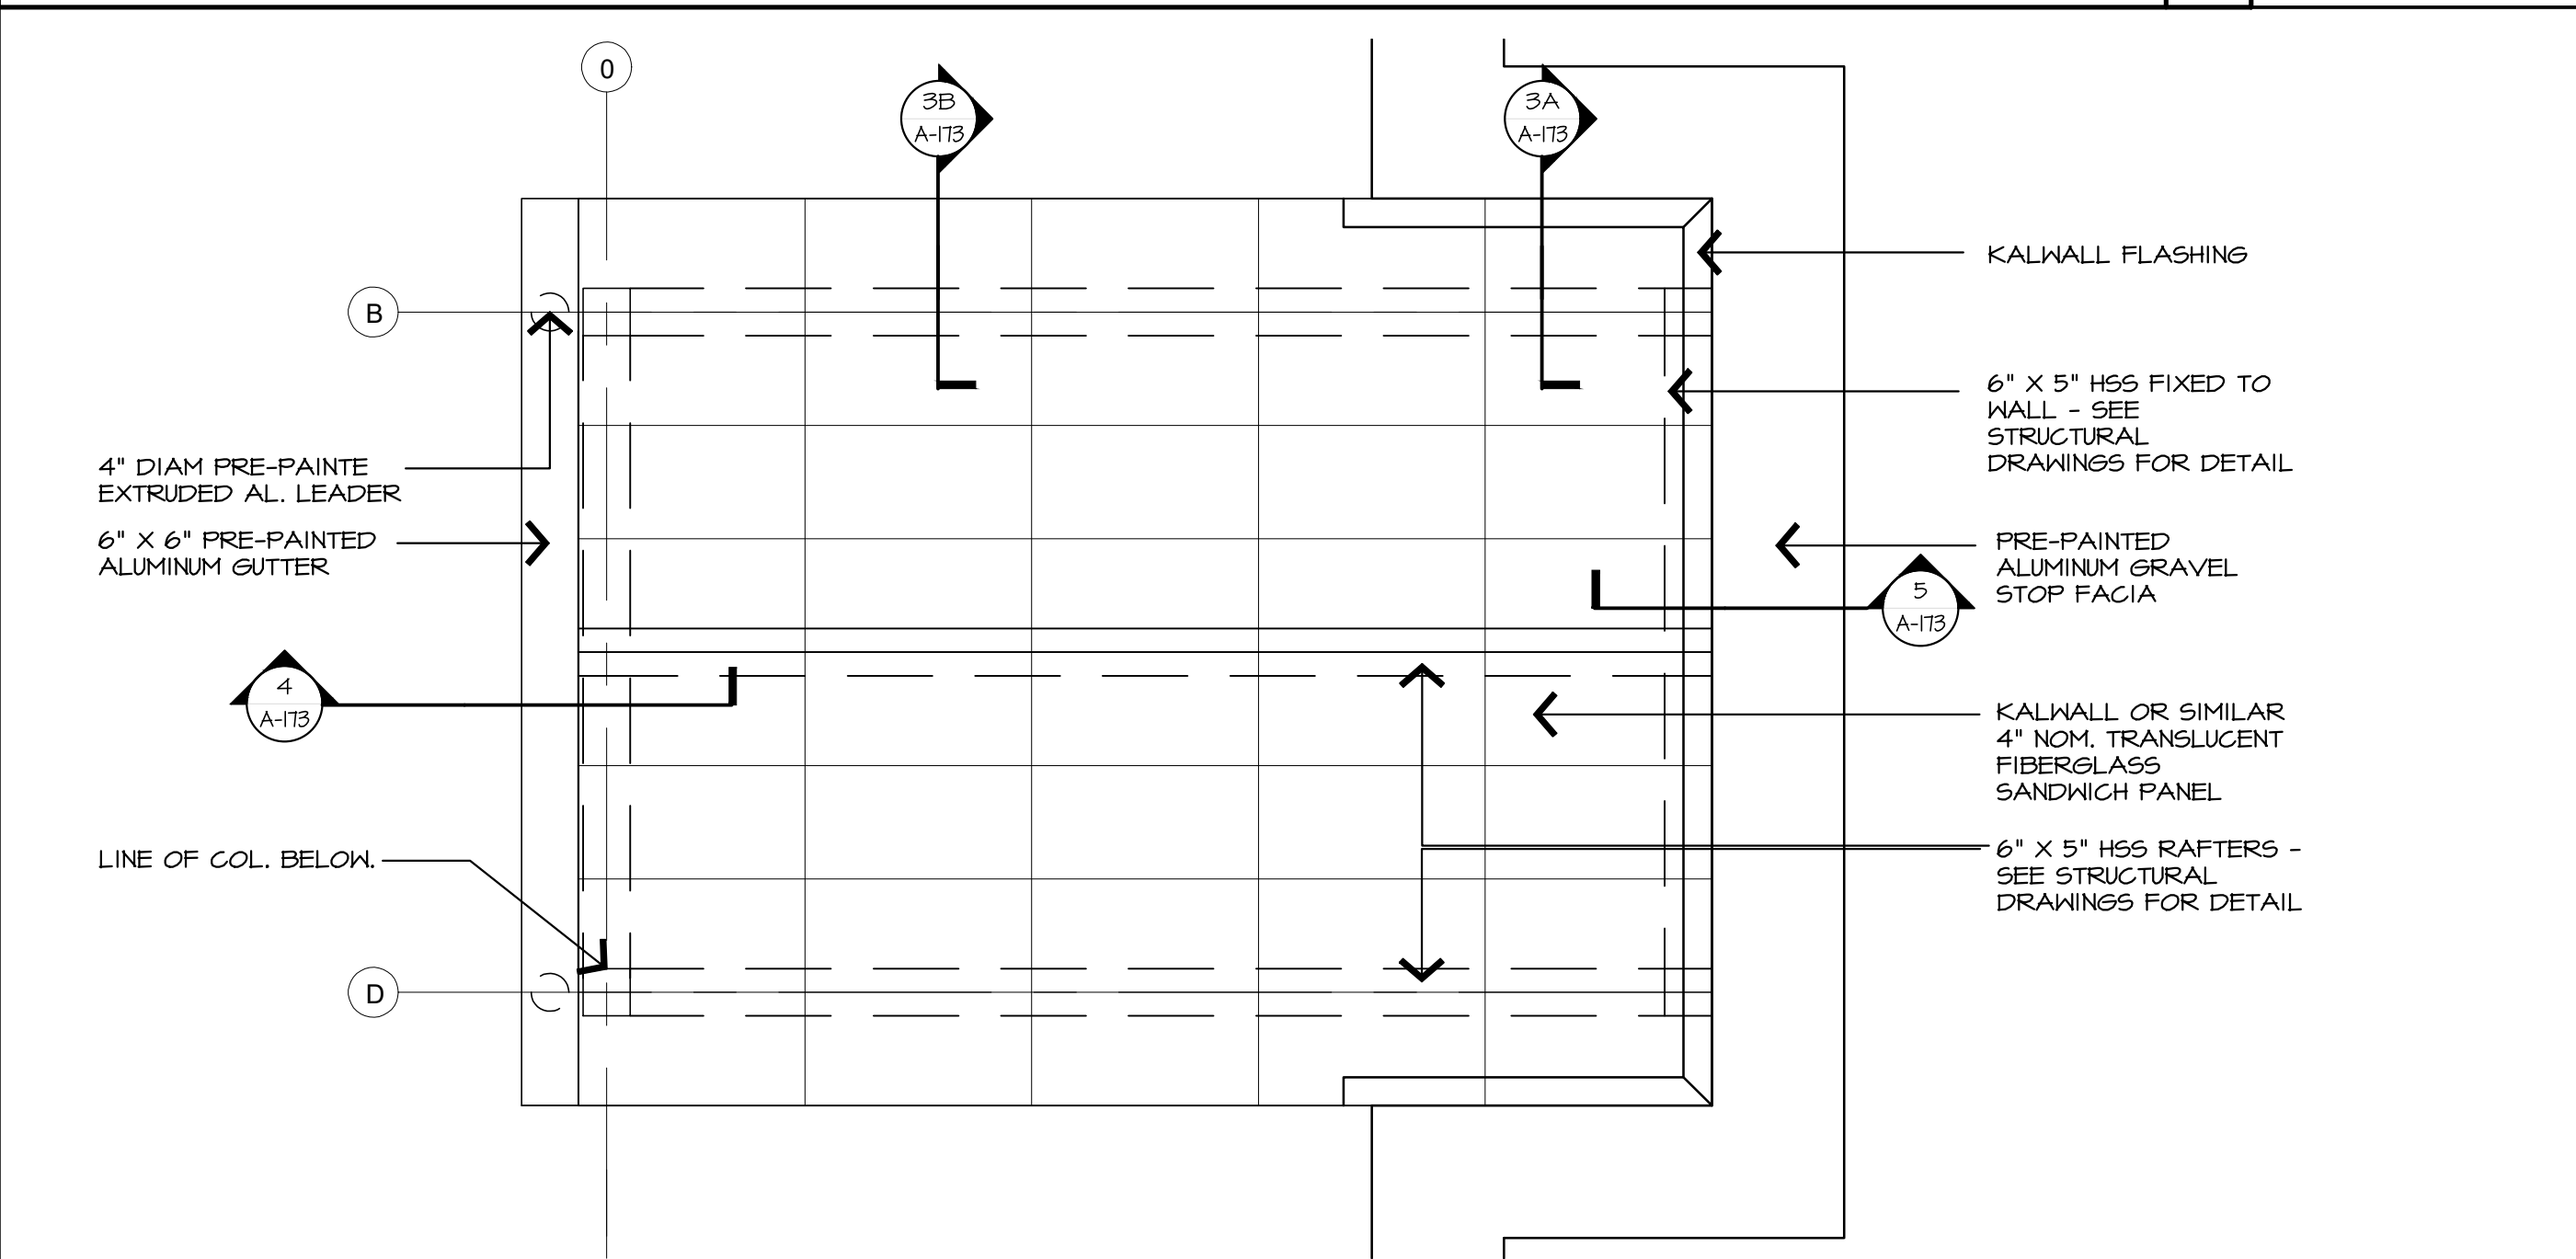 0
3B
A-173
3A
A-173
B
KALWALL FLASHING
6" X 5" HSS FIXED TO
WALL - SEE
STRUCTURAL
DRAWINGS FOR DETAIL
4" DIAM PRE-PAINTE
EXTRUDED AL. LEADER
6" X 6" PRE-PAINTED
ALUMINUM GUTTER
PRE-PAINTED
ALUMINUM GRAVEL
STOP FACIA
5
A-173
4
A-173
KALWALL OR SIMILAR
4" NOM. TRANSLUCENT
FIBERGLASS
SANDWICH PANEL
LINE OF COL. BELOW.
6" X 5" HSS RAFTERS -
SEE STRUCTURAL
DRAWINGS FOR DETAIL
D